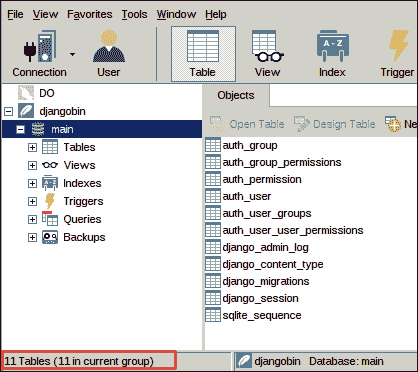 View Favorites Tools Window Help
Connection User Table View Index Trigger
DO
djangobin
main
Tables
Views
Indexes
Triggers
Queries
Backups
Objects
Open Table Design Table Ne
auth_group
auth_group_permissions
auth_permission
auth_user
auth_user_groups
auth_user_user_permissions
django_admin_log
django_content_type
django_migrations
django_session
sqlite_sequence
11 Tables (11 in current group) djangobin Database: main